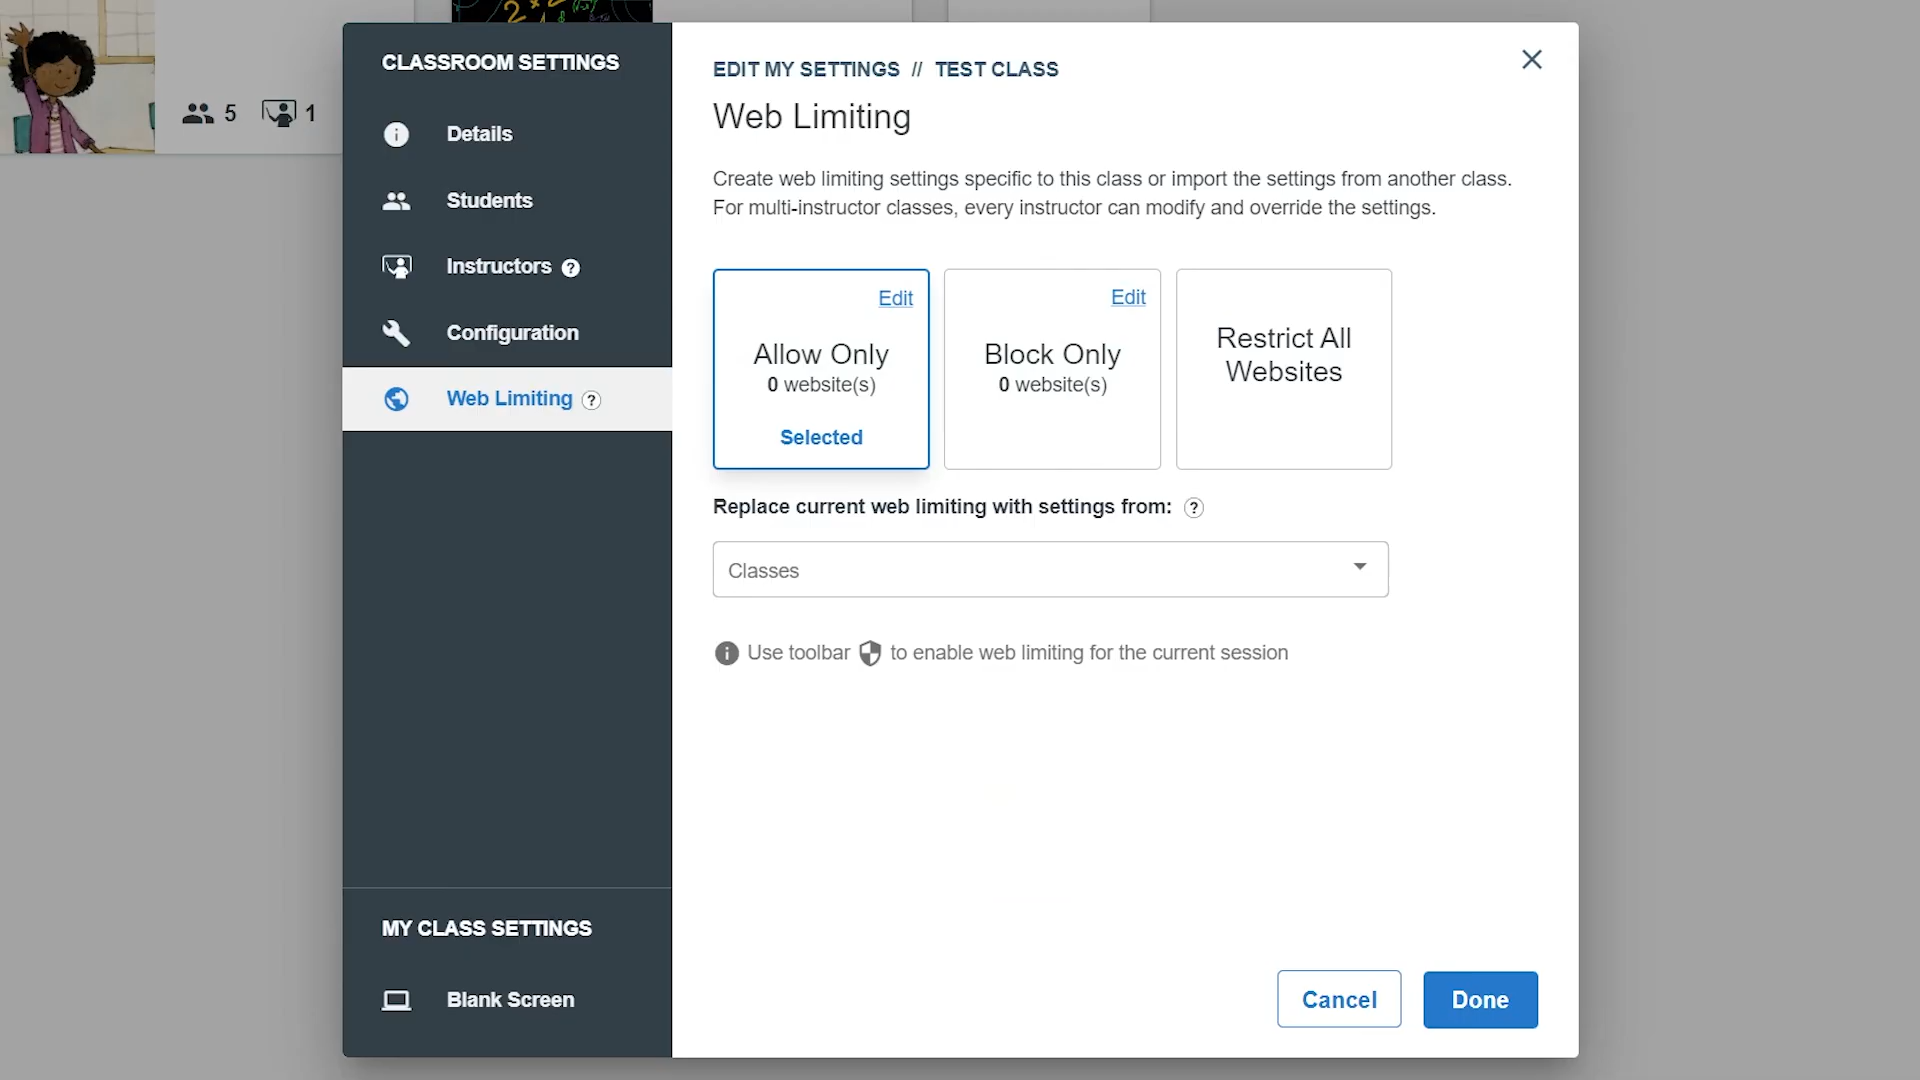 5
1
CLASSROOM SETTINGS
Details
Students
Instructors ?
Configuration
Web Limiting ?
MY CLASS SETTINGS
Blank Screen
EDIT MY SETTINGS // TEST CLASS
Web Limiting
Create web limiting settings specific to this class or import the settings from another class.
For multi-instructor classes, every instructor can modify and override the settings.
Edit
Allow Only
0 website(s)
Selected
Edit
Block Only
0 website(s)
Restrict All
Websites
Replace current web limiting with settings from: ?
Classes
Use toolbar to enable web limiting for the current session
Cancel
Done